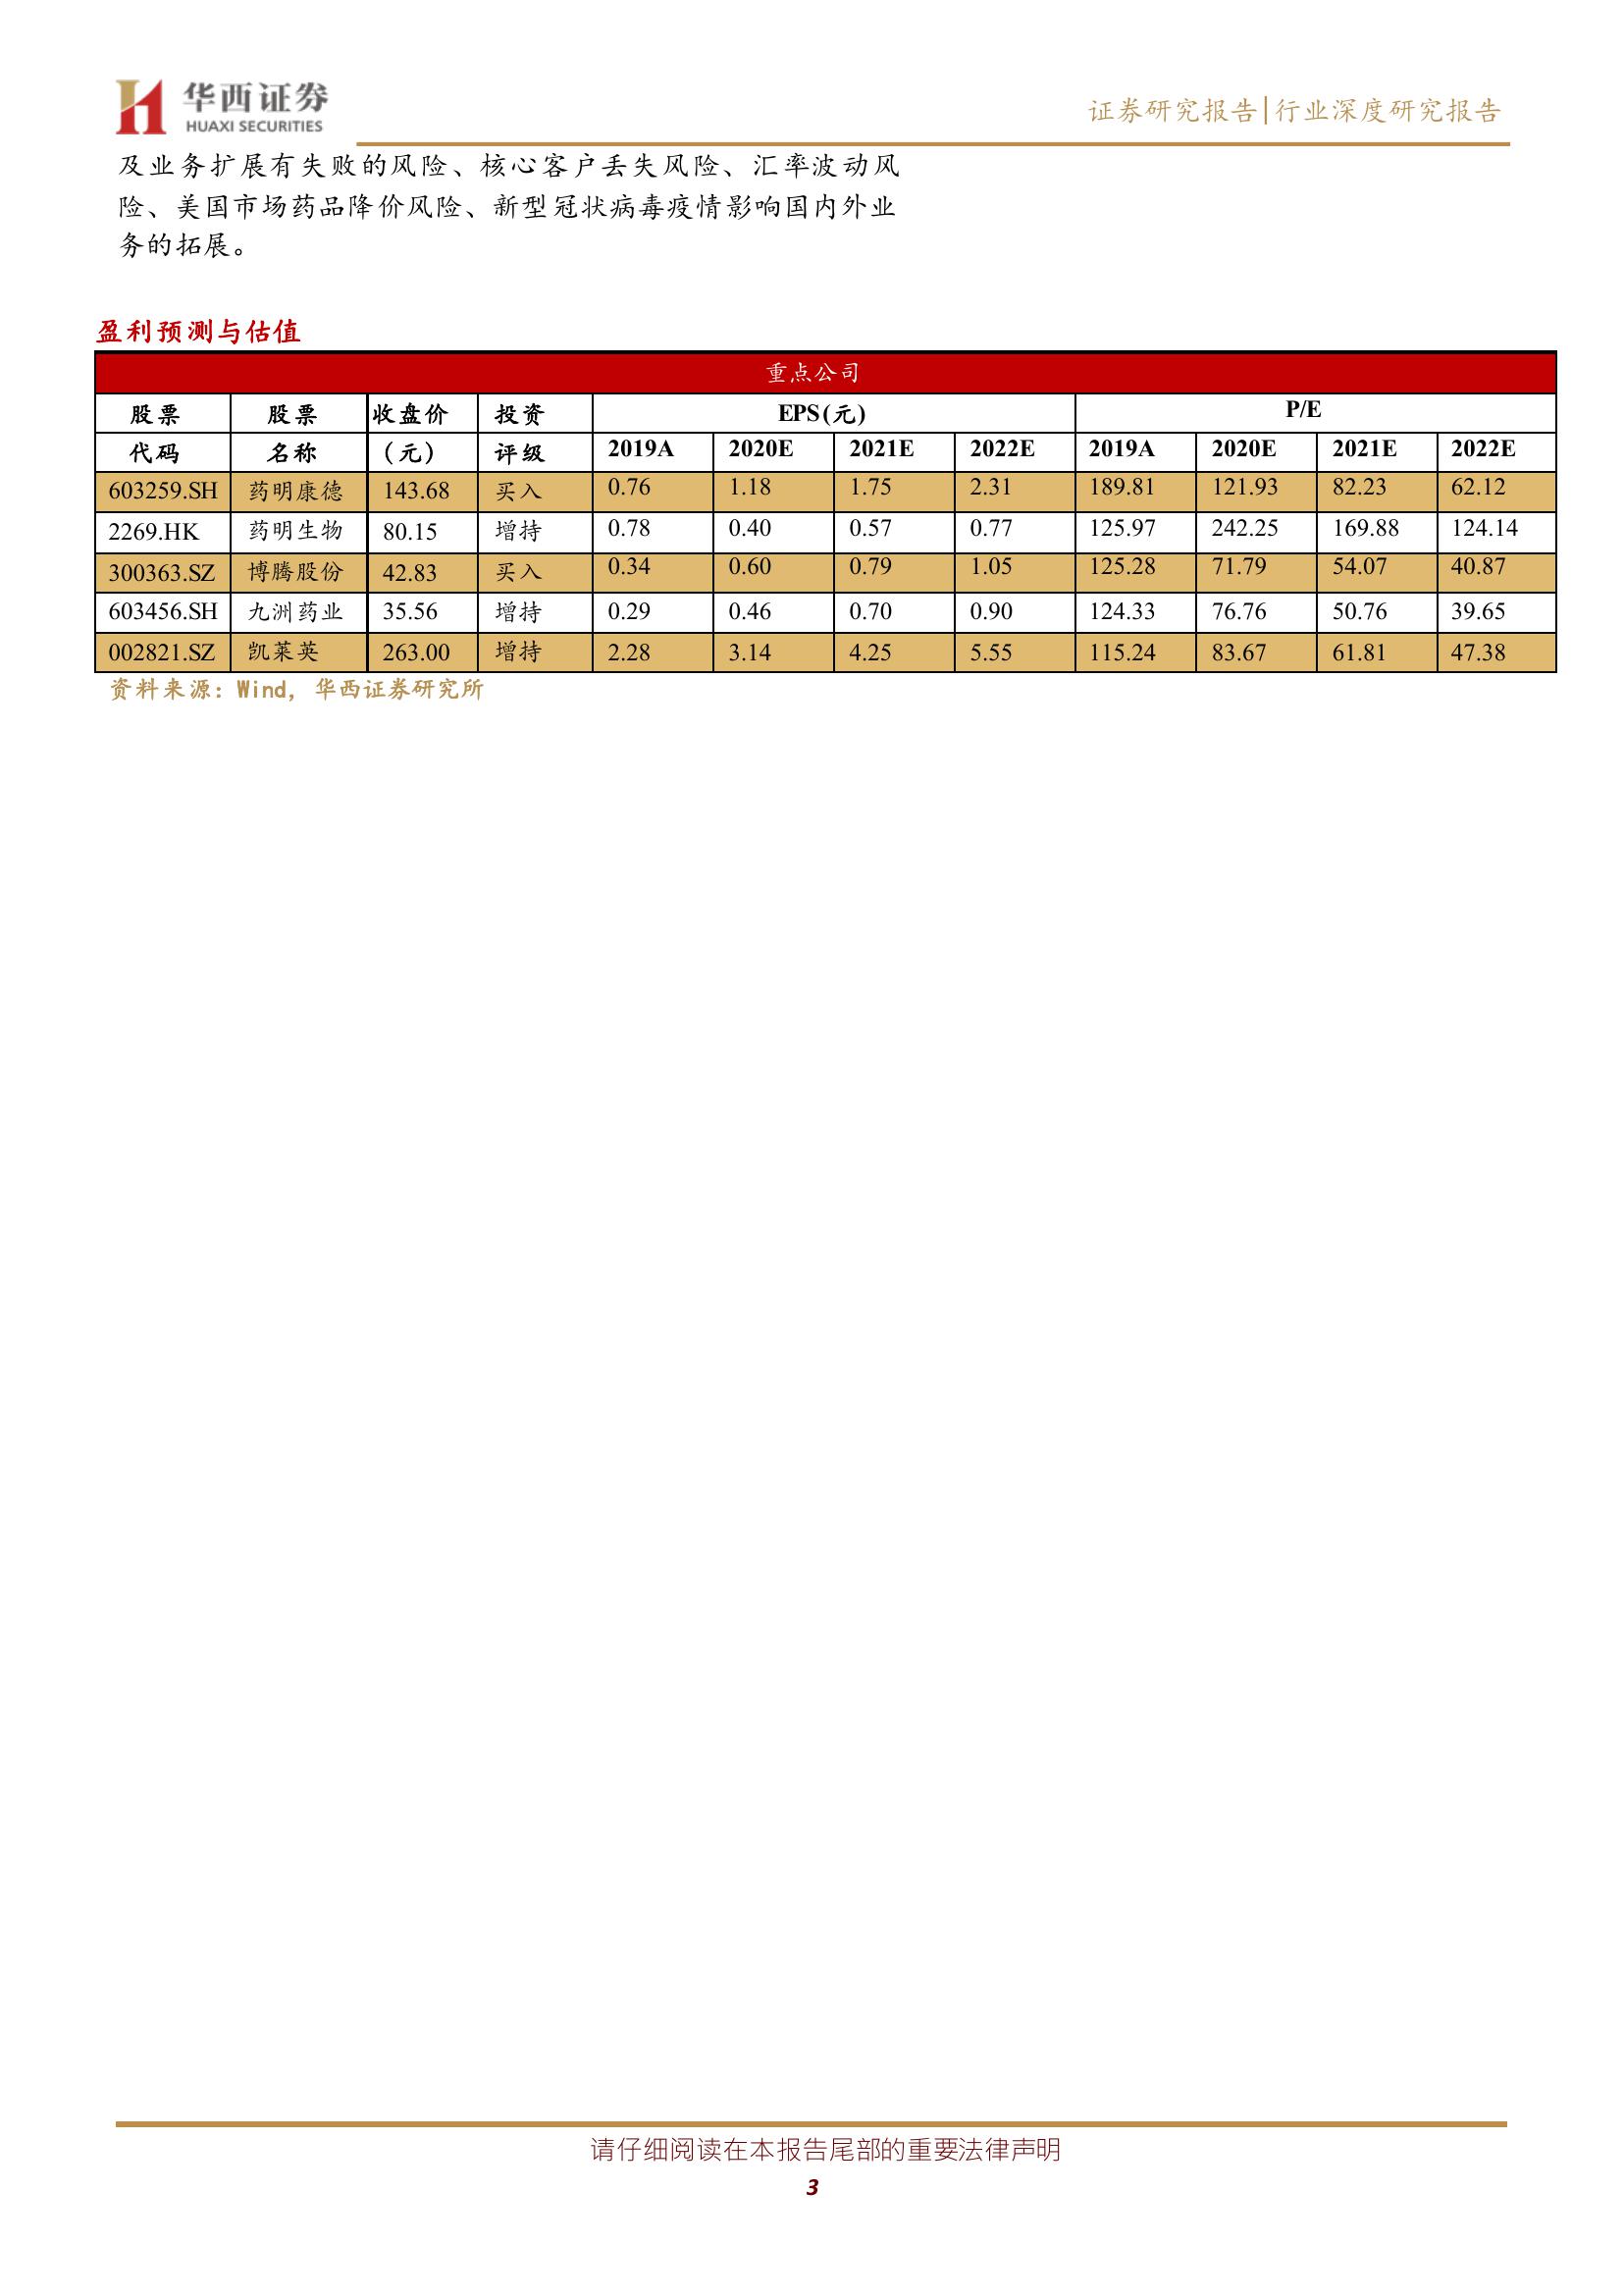 华西证券
HUAXI SECURITIES
证券研究报告|行业深度研究报告
及业务扩展有失败的风险、核心客户丢失风险、汇率波动风
险、美国市场药品降价风险、新型冠状病毒疫情影响国内外业
务的拓展。
盈利预测与估值
重点公司
股票 股票 收盘价 投资 EPS(元) P/E
代码 名称 （元） 评级 2019A 2020E 2021E 2022E 2019A 2020E 2021E 2022E
603259.SH 药明康德 143.68 买入 0.76 1.18 1.75 2.31 189.81 121.93 82.23 62.12
2269.HK 药明生物 80.15 增持 0.78 0.40 0.57 0.77 125.97 242.25 169.88 124.14
300363.SZ 博腾股份 42.83 买入 0.34 0.60 0.79 1.05 125.28 71.79 54.07 40.87
603456.SH 九洲药业 35.56 增持 0.29 0.46 0.70 0.90 124.33 76.76 50.76 39.65
002821.SZ 凯莱英 263.00 增持 2.28 3.14 4.25 5.55 115.24 83.67 61.81 47.38
资料来源：Wind，华西证券研究所
请仔细阅读在本报告尾部的重要法律声明
3